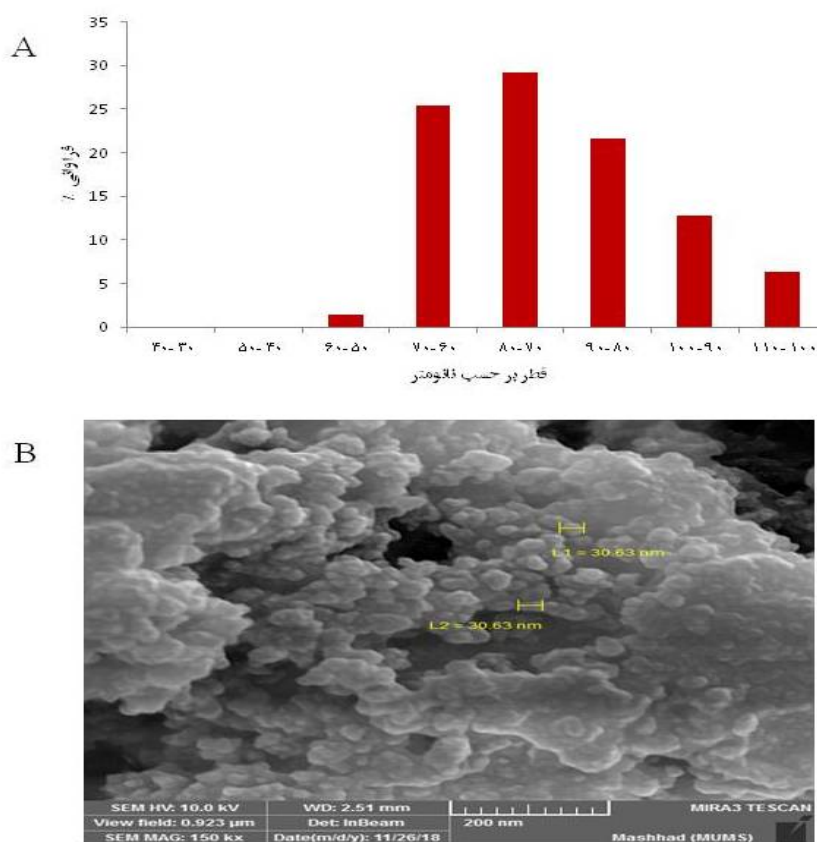 A
35
30
25
20
15
10
5
0
فراوانی %
۴۰-۳۰ ۵۰-۴۰ ۶۰-۵۰ ۷۰-۶۰ ۸۰-۷۰ ۹۰-۸۰ ۱۰۰-۹۰ ۱۱۰-۱۰۰
قطر بر حسب نانومتر
B
L1 = 30.63 nm
L2 = 30.63 nm
SEM HV: 10.0 kV WD: 2.51 mm MIRA3 TESCAN
View field: 0.923 µm Det: InBeam 200 nm
SEM MAG: 150 kx Date(m/d/y): 11/26/18 Mashhad (MUMS)